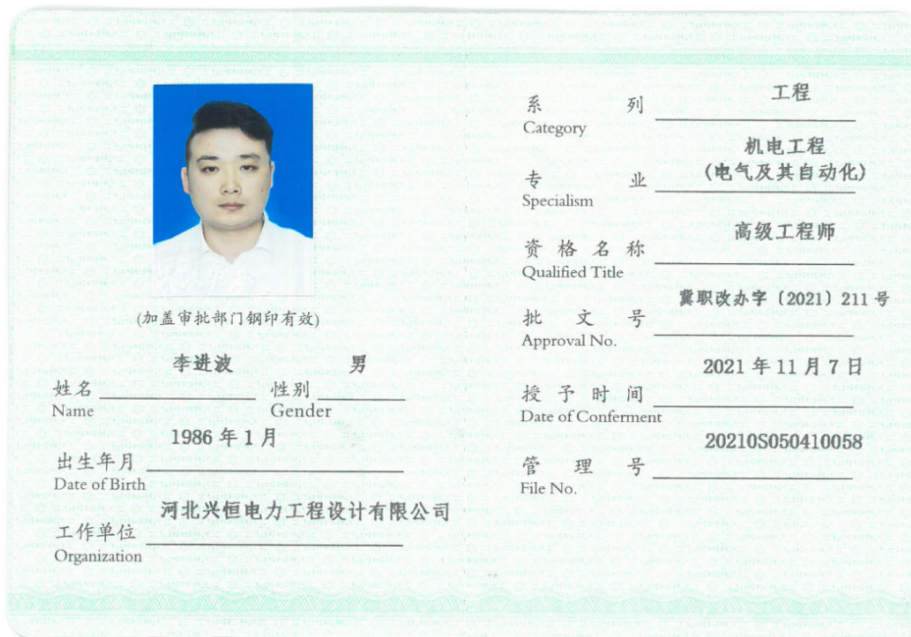 (加盖审批部门钢印有效)
李进波 男
姓名 性别
Name Gender
1986年1月
出生年月
Date of Birth
河北兴恒电力工程设计有限公司
工作单位
Organization
工程
系列
Category
机电工程
(电气及其自动化)
专业
Specialism
高级工程师
资格名称
Qualified Title
冀职改办字〔2021〕211号
批文号
Approval No.
2021年11月7日
授予时间
Date of Conferment
20210S050410058
管理号
File No.